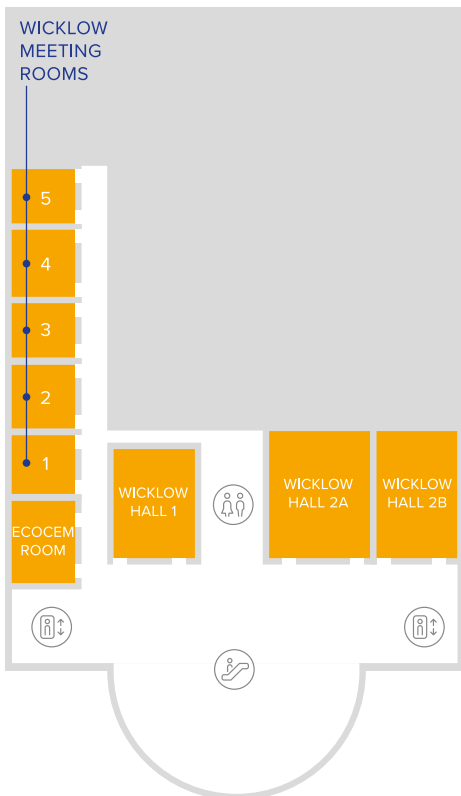 WICKLOW
MEETING
ROOMS
5
4
3
2
1
ECOCEM
ROOM
WICKLOW
HALL 1
WICKLOW
HALL 2A
WICKLOW
HALL 2B